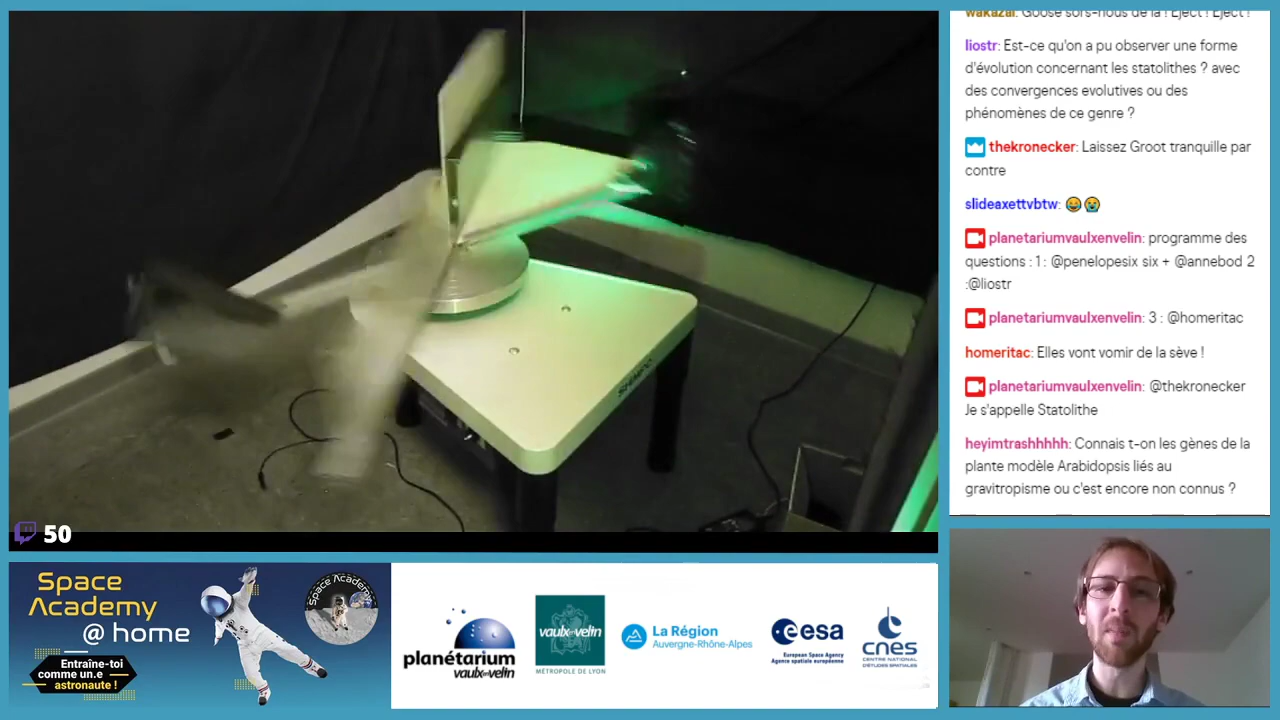 wakazai: Goose sors-nous de là ! Eject ! Eject !
liostr: Est-ce qu'on a pu observer une forme
d'évolution concernant les statolithes ? avec
des convergences evolutives ou des
phénomènes de ce genre ?
thekronecker: Laissez Groot tranquille par
contre
slideaxettvbtw: 😂😭
planetariumvaulxenvelin: programme des
questions : 1 : @penelopesix six + @annebod 2
:@liostr
planetariumvaulxenvelin: 3 : @homeritac
homeritac: Elles vont vomir de la sève !
planetariumvaulxenvelin: @thekronecker
Je s'appelle Statolithe
heyimtrashhhhh: Connais t-on les gènes de la
plante modèle Arabidopsis liés au
gravitropisme ou c'est encore non connus ?
50
Space
Academy
@ home
Entraîne-toi
comme un.e
astronaute !
Space Academy
planétarium
vaulx en velin
vaulx en velin
MÉTROPOLE DE LYON
La Région
Auvergne-Rhône-Alpes
esa
European Space Agency
Agence spatiale européenne
cnes
CENTRE NATIONAL
D'ÉTUDES SPATIALES